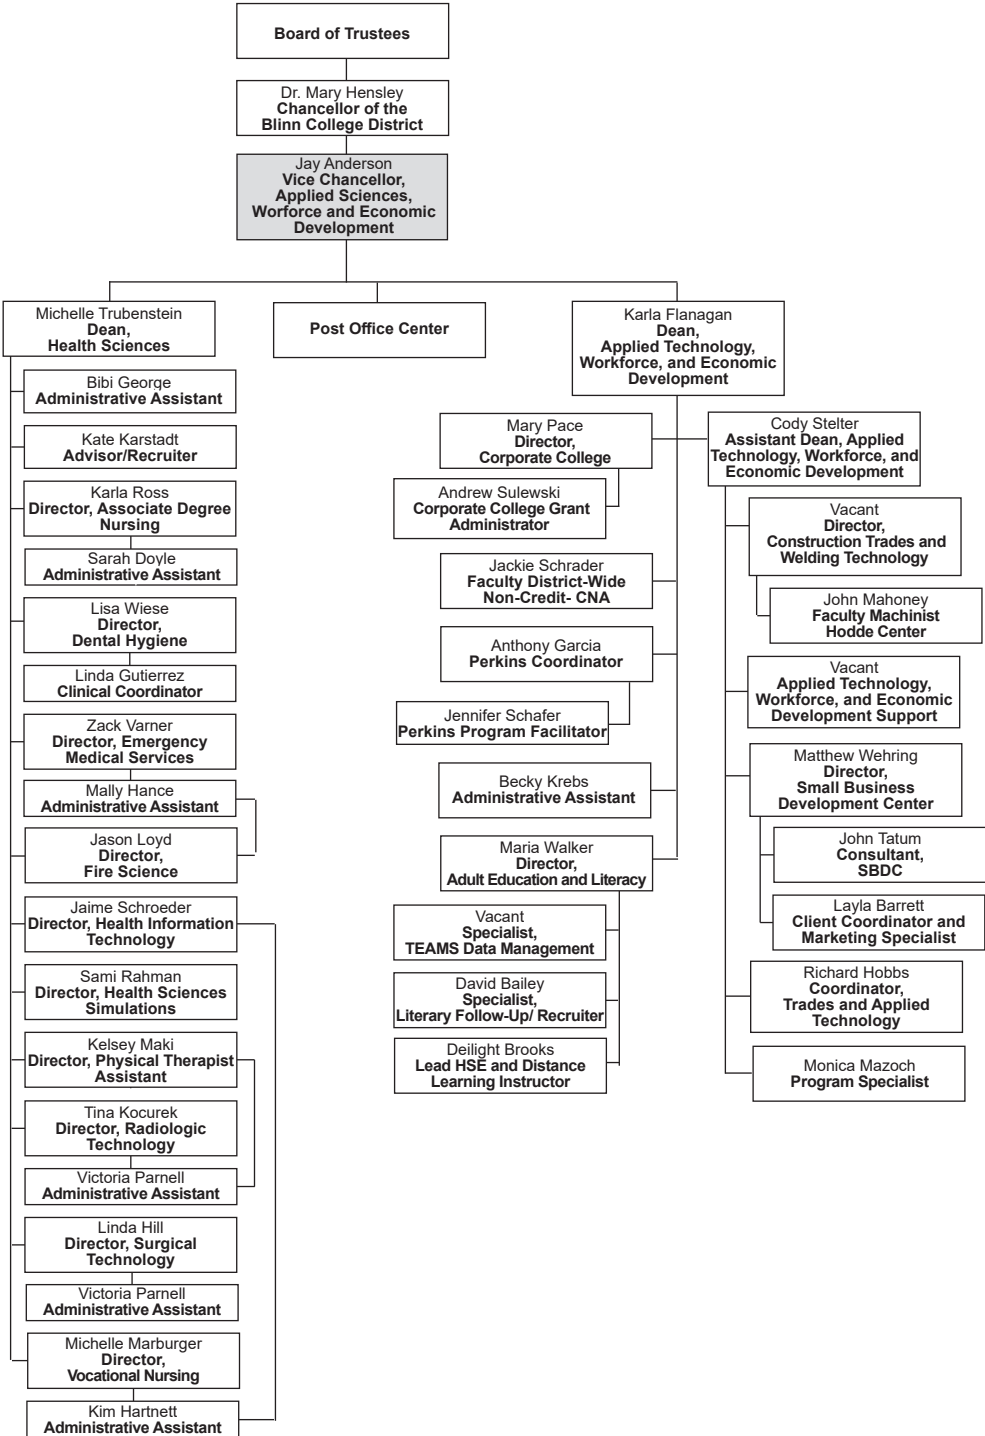 Board of Trustees
Dr. Mary Hensley
Chancellor of the
Blinn College District
Jay Anderson
Vice Chancellor,
Applied Sciences,
Worforce and Economic
Development
Michelle Trubenstein
Dean,
Health Sciences
Post Office Center
Karla Flanagan
Dean,
Applied Technology,
Workforce, and Economic
Development
Bibi George
Administrative Assistant
Kate Karstadt
Advisor/Recruiter
Karla Ross
Director, Associate Degree
Nursing
Sarah Doyle
Administrative Assistant
Lisa Wiese
Director,
Dental Hygiene
Linda Gutierrez
Clinical Coordinator
Zack Varner
Director, Emergency
Medical Services
Mally Hance
Administrative Assistant
Jason Loyd
Director,
Fire Science
Jaime Schroeder
Director, Health Information
Technology
Sami Rahman
Director, Health Sciences
Simulations
Kelsey Maki
Director, Physical Therapist
Assistant
Tina Kocurek
Director, Radiologic
Technology
Victoria Parnell
Administrative Assistant
Linda Hill
Director, Surgical
Technology
Victoria Parnell
Administrative Assistant
Michelle Marburger
Director,
Vocational Nursing
Kim Hartnett
Administrative Assistant
Mary Pace
Director,
Corporate College
Andrew Sulewski
Corporate College Grant
Administrator
Jackie Schrader
Faculty District-Wide
Non-Credit- CNA
Anthony Garcia
Perkins Coordinator
Jennifer Schafer
Perkins Program Facilitator
Becky Krebs
Administrative Assistant
Maria Walker
Director,
Adult Education and Literacy
Vacant
Specialist,
TEAMS Data Management
David Bailey
Specialist,
Literary Follow-Up/ Recruiter
Deilight Brooks
Lead HSE and Distance
Learning Instructor
Cody Stelter
Assistant Dean, Applied
Technology, Workforce, and
Economic Development
Vacant
Director,
Construction Trades and
Welding Technology
John Mahoney
Faculty Machinist
Hodde Center
Vacant
Applied Technology,
Workforce, and Economic
Development Support
Matthew Wehring
Director,
Small Business
Development Center
John Tatum
Consultant,
SBDC
Layla Barrett
Client Coordinator and
Marketing Specialist
Richard Hobbs
Coordinator,
Trades and Applied
Technology
Monica Mazoch
Program Specialist